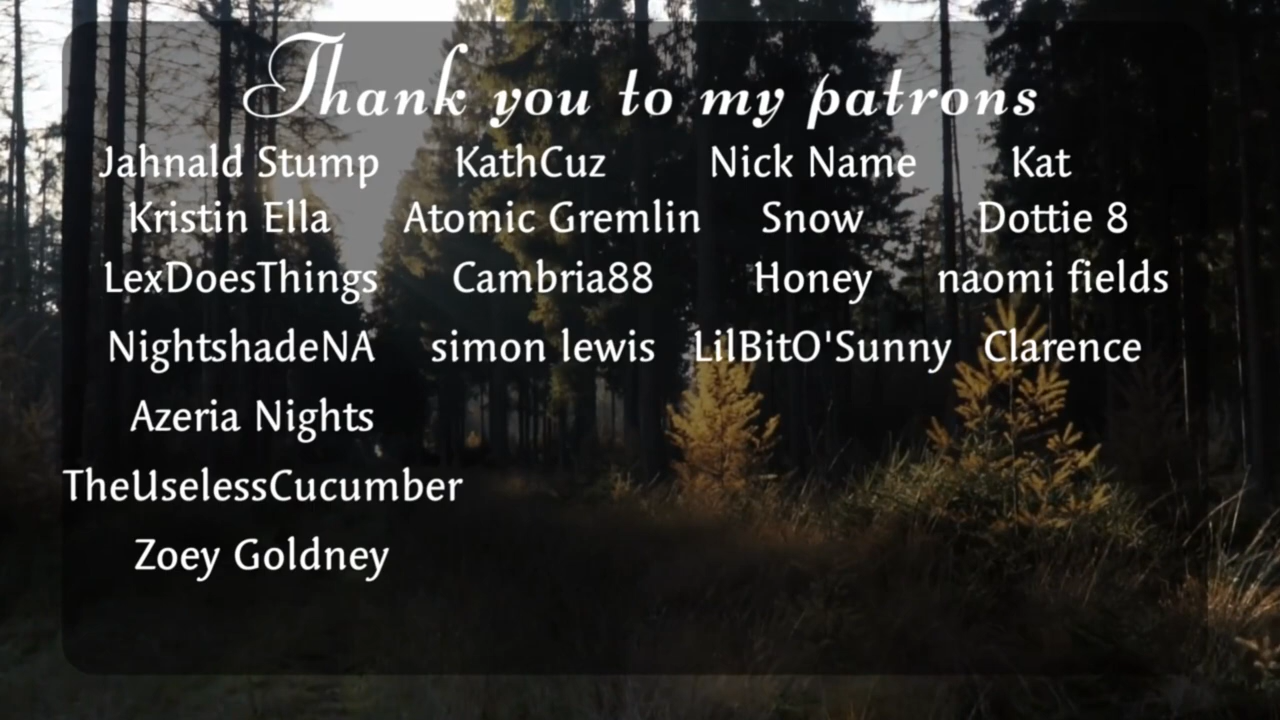 Thank you to my patrons
Jahnald Stump KathCuz Nick Name Kat
Kristin Ella Atomic Gremlin Snow Dottie 8
LexDoesThings Cambria88 Honey naomi fields
NightshadeNA simon lewis LilBitO'Sunny Clarence
Azeria Nights
TheUselessCucumber
Zoey Goldney